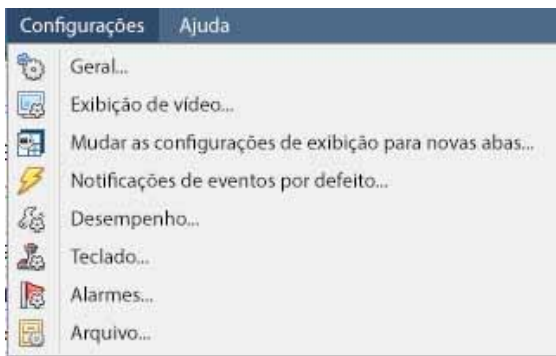 Configurações Ajuda
Geral...
Exibição de vídeo...
Mudar as configurações de exibição para novas abas...
Notificações de eventos por defeito...
Desempenho...
Teclado...
Alarmes...
Arquivo...